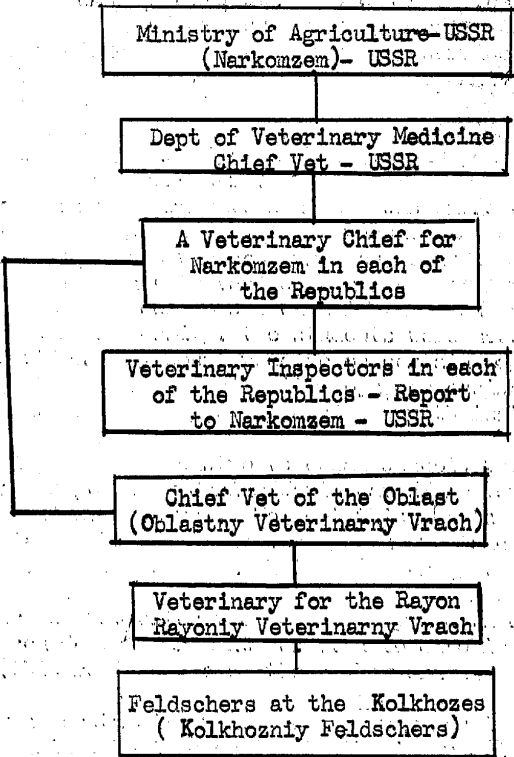 Ministry of Agriculture-USSR
(Narkomzem)- USSR
Dept of Veterinary Medicine
Chief Vet - USSR
A Veterinary Chief for
Narkomzem in each of
the Republics
Veterinary Inspectors in each
of the Republics - Report
to Narkomzem - USSR
Chief Vet of the Oblast
(Oblastny Veterinarny Vrach)
Veterinary for the Rayon
Rayoniy Veterinarny Vrach
Feldschers at the Kolkhozes
( Kolkhozniy Feldschers)